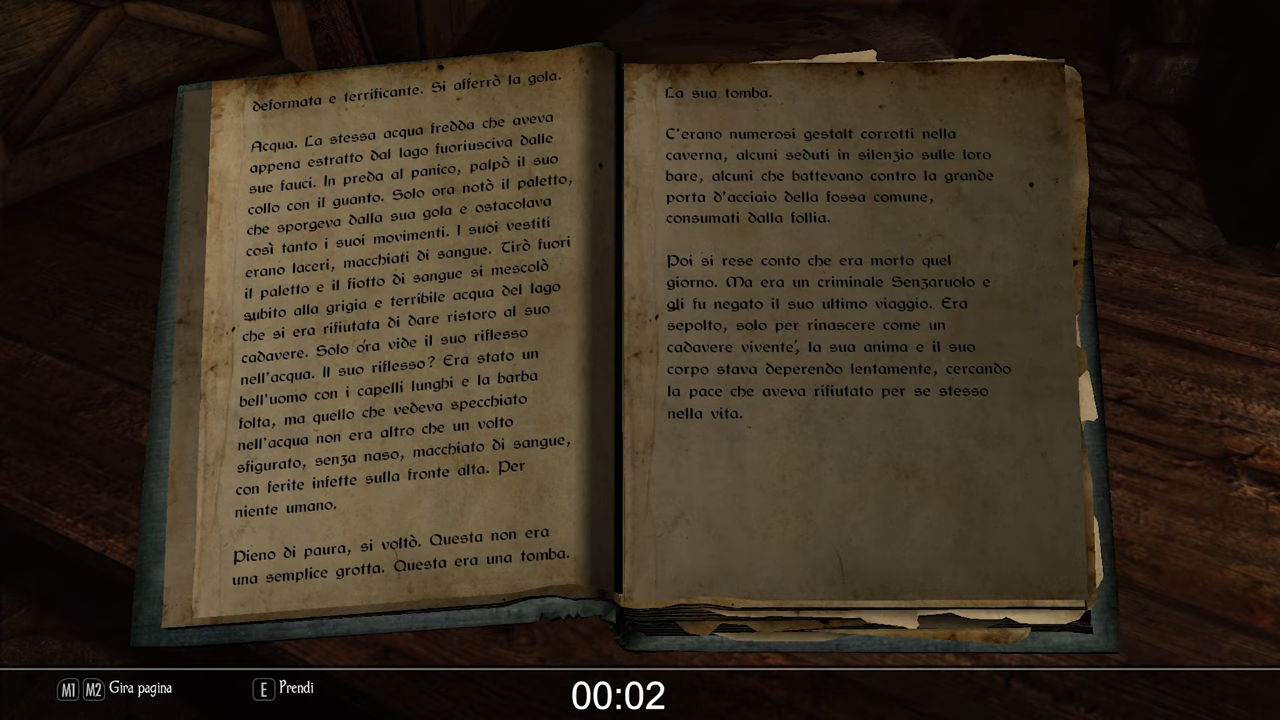 deformata e terrificante. Si afferrò la gola.
Acqua. La stessa acqua fredda che aveva
appena estratto dal lago fuoriusciva dalle
sue fauci. In preda al panico, palpò il suo
collo con il guanto. Solo ora notò il paletto,
che sporgeva dalla sua gola e ostacolava
così tanto i suoi movimenti. I suoi vestiti
erano laceri, macchiati di sangue. Tirò fuori
il paletto e il fiotto di sangue si mescolò
subito alla grigia e terribile acqua del lago
che si era rifiutata di dare ristoro al suo
cadavere. Solo ora vide il suo riflesso
nell'acqua. Il suo riflesso? Era stato un
bell'uomo con i capelli lunghi e la barba
folta, ma quello che vedeva specchiato
nell'acqua non era altro che un volto
sfigurato, senza naso, macchiato di sangue,
con ferite infette sulla fronte alta. Per
niente umano.
Pieno di paura, si voltò. Questa non era
una semplice grotta. Questa era una tomba.
La sua tomba.
C'erano numerosi gestalt corrotti nella
caverna, alcuni seduti in silenzio sulle loro
bare, alcuni che battevano contro la grande
porta d'acciaio della fossa comune,
consumati dalla follia.
Poi si rese conto che era morto quel
giorno. Ma era un criminale Senzaruolo e
gli fu negato il suo ultimo viaggio. Era
sepolto, solo per rinascere come un
cadavere vivente, la sua anima e il suo
corpo stava deperendo lentamente, cercando
la pace che aveva rifiutato per se stesso
nella vita.
M1 M2 Gira pagina
E Prendi
00:02